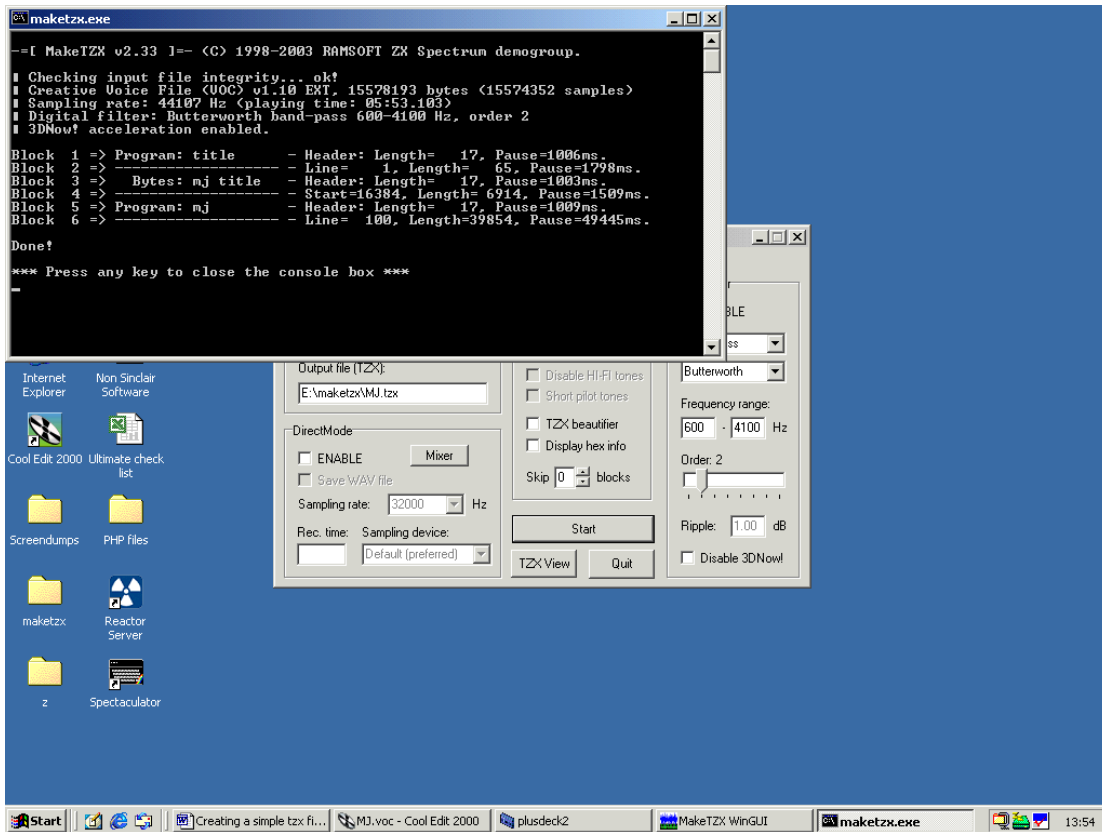 maketzx.exe
-=[ MakeTZX v2.33 ]=- (C) 1998-2003 RAMSOFT ZX Spectrum demogroup.
Checking input file integrity... ok!
Creative Voice File (VOC) v1.10 EXT, 15578193 bytes (15574352 samples)
Sampling rate: 44107 Hz (playing time: 05:53.103)
Digital filter: Butterworth band-pass 600-4100 Hz, order 2
3DNow! acceleration enabled.
Block 1 => Program: title - Header: Length= 17, Pause=1006ms.
Block 2 => ------------------- - Line= 1, Length= 65, Pause=1798ms.
Block 3 => Bytes: mj title - Header: Length= 17, Pause=1003ms.
Block 4 => ------------------- - Start=16384, Length= 6914, Pause=1509ms.
Block 5 => Program: mj - Header: Length= 17, Pause=1009ms.
Block 6 => ------------------- - Line= 100, Length=39854, Pause=49445ms.
Done!
*** Press any key to close the console box ***
BLE
ss
Output file (TZX):
E:\maketzx\MJ.tzx
Disable HI-FI tones
Short pilot tones
TZX beautifier
Display hex info
Skip 0 blocks
Butterworth
Frequency range:
600 - 4100 Hz
Order: 2
Ripple: 1.00 dB
Disable 3DNow!
DirectMode
ENABLE
Mixer
Save WAV file
Sampling rate: 32000 Hz
Rec. time: Sampling device:
Default (preferred)
Start
TZX View
Quit
Internet Explorer
Non Sinclair Software
Cool Edit 2000
Ultimate check list
Screendumps
PHP files
maketzx
Reactor Server
z
Spectaculator
Start
Creating a simple tzx fi...
MJ.voc - Cool Edit 2000
plusdeck2
MakeTZX WinGUI
maketzx.exe
13:54